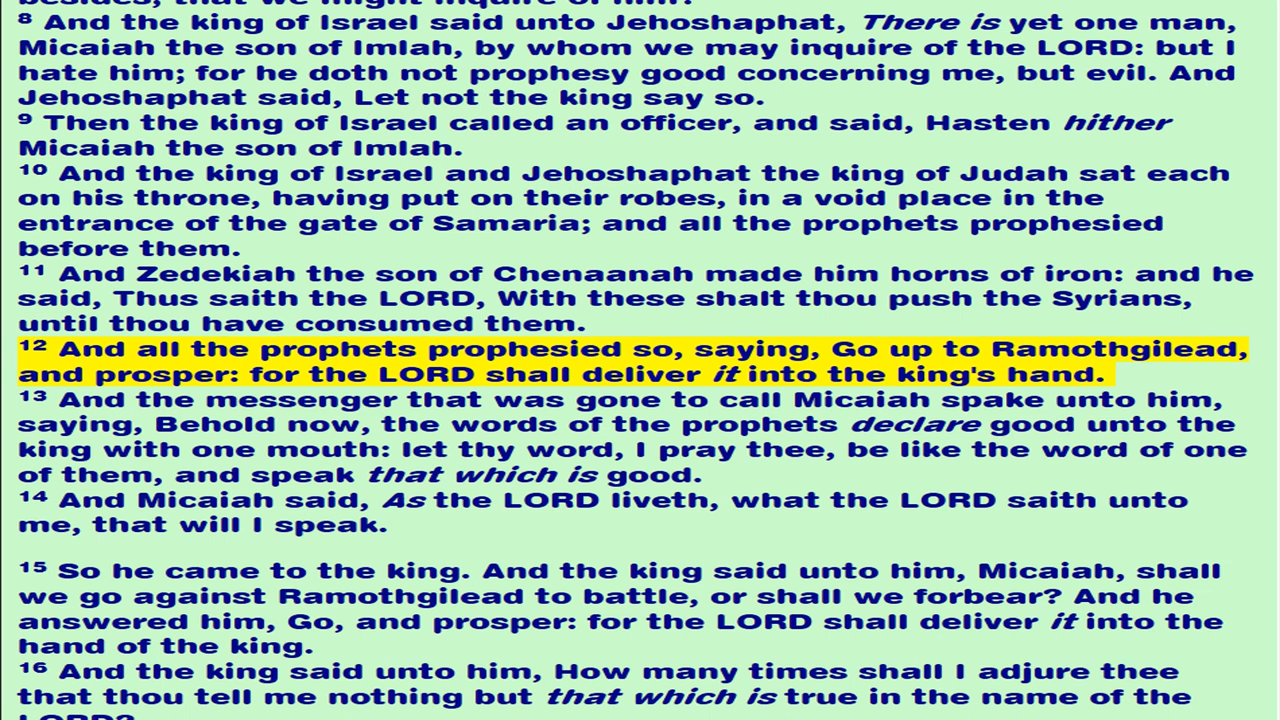 besides, that we might inquire of him?
⁸ And the king of Israel said unto Jehoshaphat, There is yet one man,
Micaiah the son of Imlah, by whom we may inquire of the LORD: but I
hate him; for he doth not prophesy good concerning me, but evil. And
Jehoshaphat said, Let not the king say so.
⁹ Then the king of Israel called an officer, and said, Hasten hither
Micaiah the son of Imlah.
¹⁰ And the king of Israel and Jehoshaphat the king of Judah sat each
on his throne, having put on their robes, in a void place in the
entrance of the gate of Samaria; and all the prophets prophesied
before them.
¹¹ And Zedekiah the son of Chenaanah made him horns of iron: and he
said, Thus saith the LORD, With these shalt thou push the Syrians,
until thou have consumed them.
¹² And all the prophets prophesied so, saying, Go up to Ramothgilead,
and prosper: for the LORD shall deliver it into the king's hand.
¹³ And the messenger that was gone to call Micaiah spake unto him,
saying, Behold now, the words of the prophets declare good unto the
king with one mouth: let thy word, I pray thee, be like the word of one
of them, and speak that which is good.
¹⁴ And Micaiah said, As the LORD liveth, what the LORD saith unto
me, that will I speak.
¹⁵ So he came to the king. And the king said unto him, Micaiah, shall
we go against Ramothgilead to battle, or shall we forbear? And he
answered him, Go, and prosper: for the LORD shall deliver it into the
hand of the king.
¹⁶ And the king said unto him, How many times shall I adjure thee
that thou tell me nothing but that which is true in the name of the
LORD?